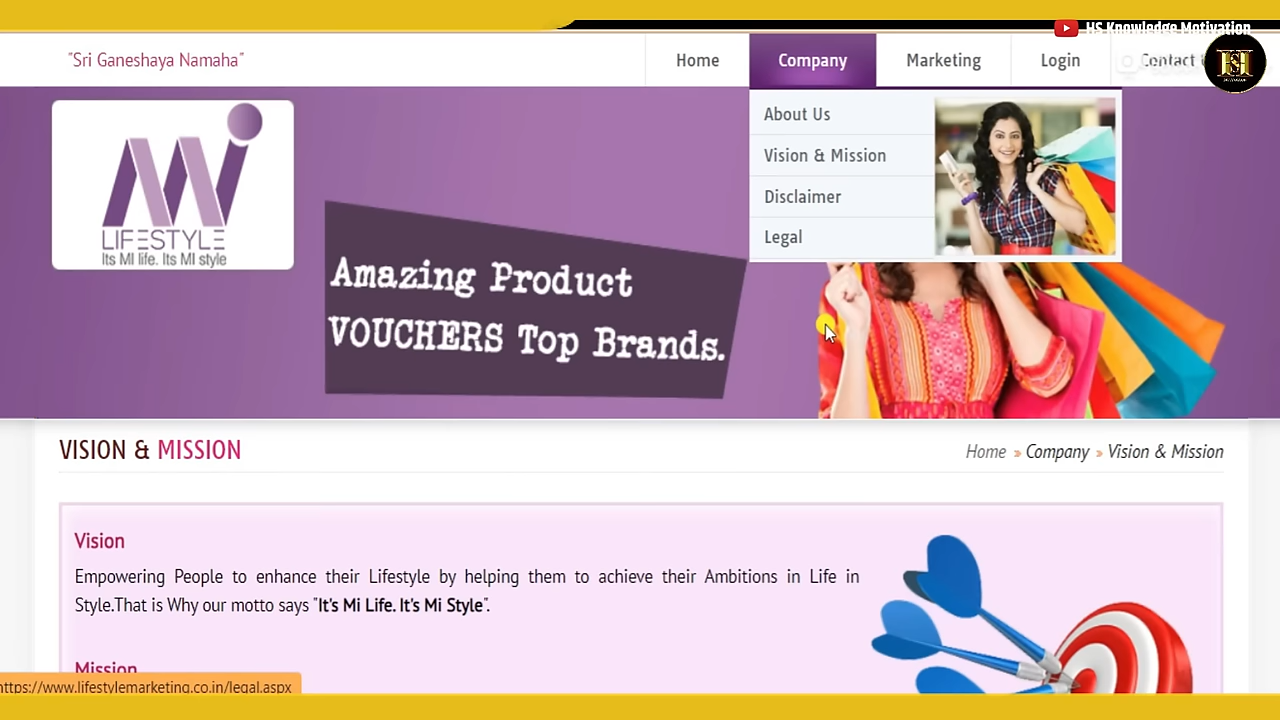 HS Knowledge Motivation
"Sri Ganeshaya Namaha"
Home
Company
Marketing
Login
Contact
About Us
Vision & Mission
Disclaimer
Legal
LIFESTYLE
Its MI life. Its MI style
Amazing Product
VOUCHERS Top Brands.
VISION & MISSION
Home » Company » Vision & Mission
Vision
Empowering People to enhance their Lifestyle by helping them to achieve their Ambitions in Life in
Style.That is Why our motto says "It's Mi Life. It's Mi Style".
Mission
https://www.lifestylemarketing.co.in/legal.aspx